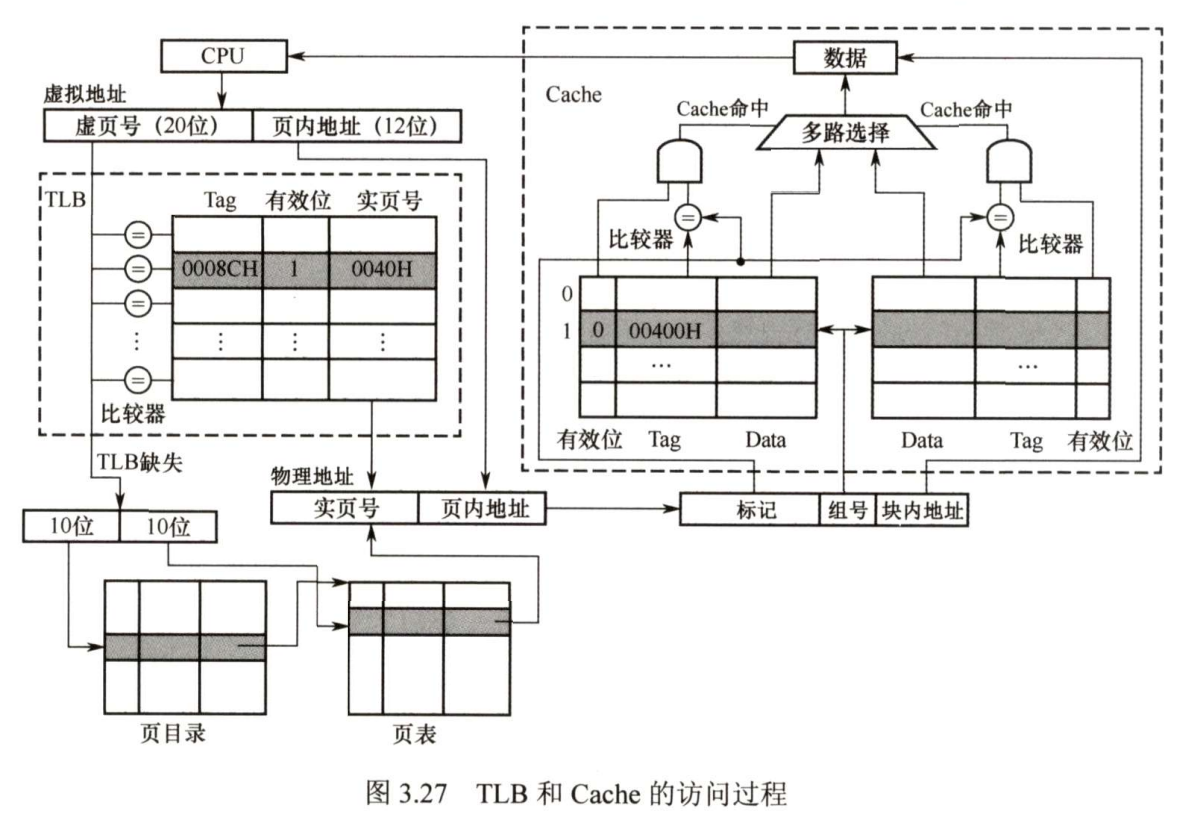 CPU
数据
虚拟地址
Cache
虚页号（20位） 页内地址（12位）
Cache命中 Cache命中
多路选择
TLB
Tag 有效位 实页号
=
=
0008CH 1 0040H
=
⋮ ⋮ ⋮ ⋮
=
比较器
= =
比较器 比较器
0
1 0 00400H
… …
有效位 Tag Data Data Tag 有效位
TLB缺失
物理地址
实页号 页内地址
标记 组号 块内地址
10位 10位
页目录 页表
图 3.27 TLB 和 Cache 的访问过程